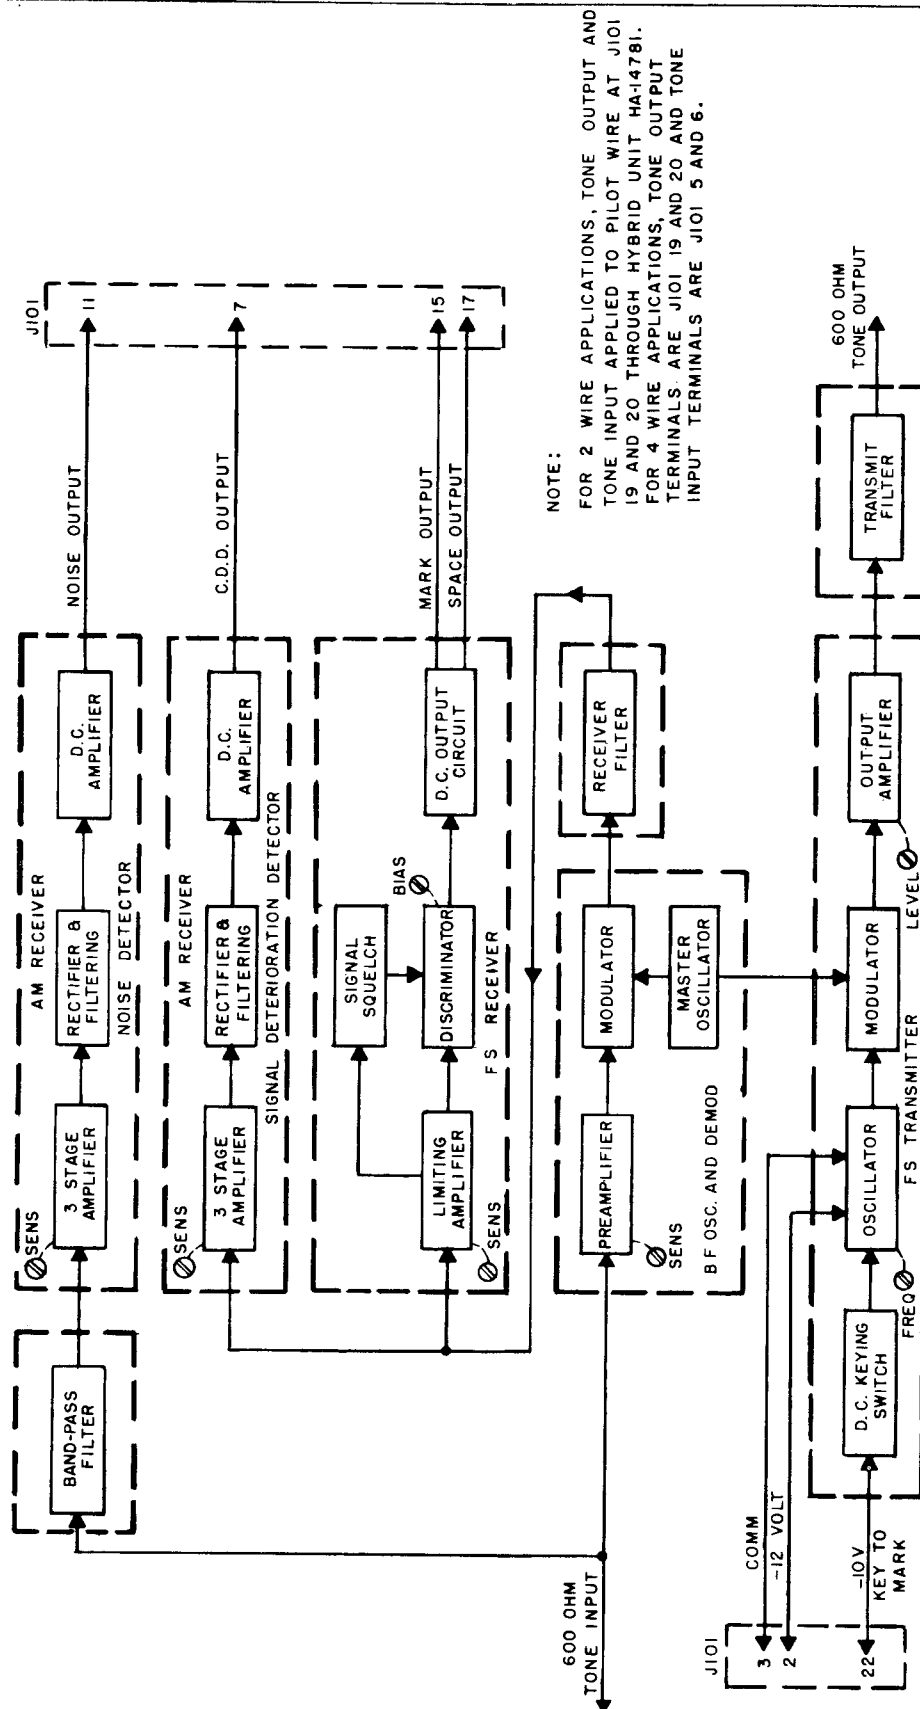 J101
NOISE OUTPUT
11
AM RECEIVER
SENS
BAND-PASS
FILTER
3 STAGE
AMPLIFIER
RECTIFIER &
FILTERING
D.C.
AMPLIFIER
NOISE DETECTOR
C.D.D. OUTPUT
7
AM RECEIVER
SENS
3 STAGE
AMPLIFIER
RECTIFIER &
FILTERING
D.C.
AMPLIFIER
SIGNAL DETERIORATION DETECTOR
SIGNAL
SQUELCH
BIAS
LIMITING
AMPLIFIER
DISCRIMINATOR
D.C. OUTPUT
CIRCUIT
MARK OUTPUT
15
SPACE OUTPUT
17
SENS
FS RECEIVER
600 OHM
TONE INPUT
PREAMPLIFIER
MODULATOR
RECEIVER
FILTER
SENS
MASTER
OSCILLATOR
BF OSC. AND DEMOD
NOTE:
FOR 2 WIRE APPLICATIONS, TONE OUTPUT AND
TONE INPUT APPLIED TO PILOT WIRE AT J101
19 AND 20 THROUGH HYBRID UNIT HA-14781.
FOR 4 WIRE APPLICATIONS, TONE OUTPUT
TERMINALS ARE J101 19 AND 20 AND TONE
INPUT TERMINALS ARE J101 5 AND 6.
J101
3
COMM
2
-12 VOLT
22
-10V
KEY TO
MARK
D.C. KEYING
SWITCH
OSCILLATOR
MODULATOR
OUTPUT
AMPLIFIER
TRANSMIT
FILTER
600 OHM
TONE OUTPUT
FREQ
FS TRANSMITTER
LEVEL